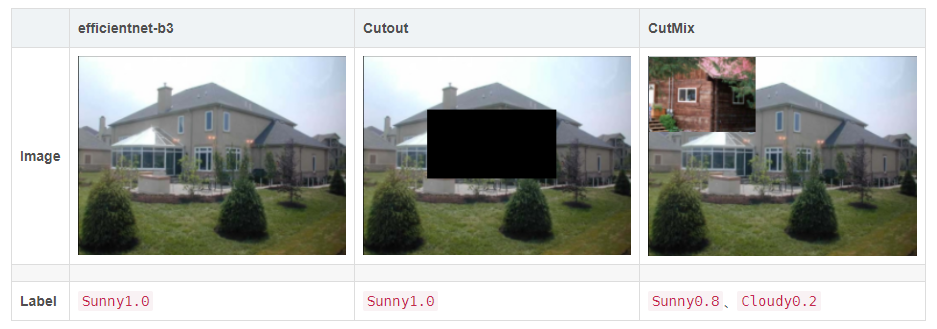 efficientnet-b3 Cutout CutMix
Image
Label Sunny1.0 Sunny1.0 Sunny0.8、Cloudy0.2